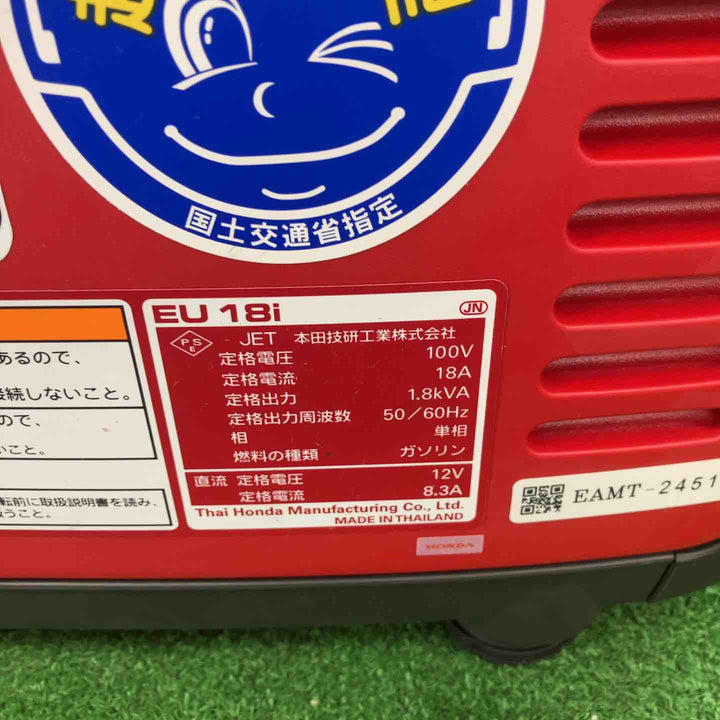 国土交通省指定
EU 18i
JN
PSE
JET 本田技研工業株式会社
定格電圧 100V
定格電流 18A
定格出力 1.8kVA
定格出力周波数 50／60Hz
相 単相
燃料の種類 ガソリン
直流 定格電圧 12V
定格電流 8.3A
Thai Honda Manufacturing Co., Ltd.
MADE IN THAILAND
HONDA
あるので、
接続しないこと。
ので、
いこと。
転前に取扱説明書を読み、
うこと。
EAMT-2451